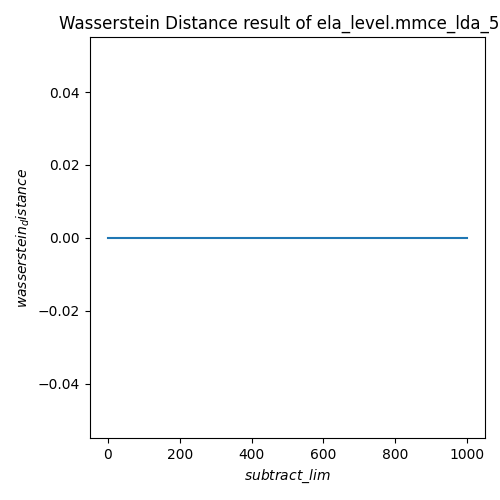 Wasserstein Distance result of ela_level.mmce_lda_5
0.04
0.02
0.00
−0.02
−0.04
wasserstein_distance
0 200 400 600 800 1000
subtract_lim